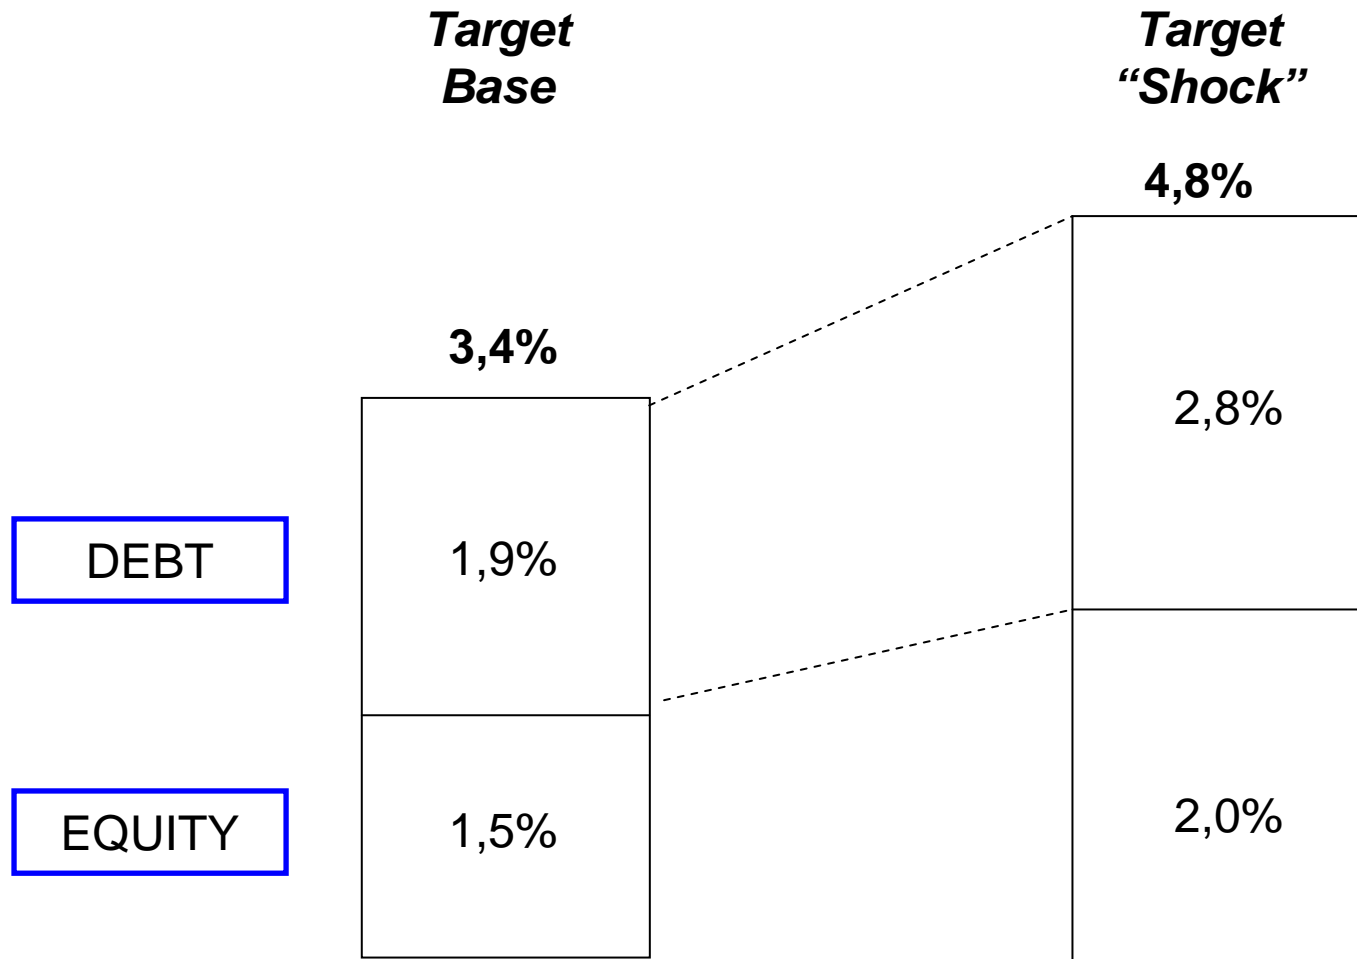 Target
Base
Target
“Shock”
4,8%
3,4%
2,8%
DEBT
1,9%
EQUITY
1,5%
2,0%